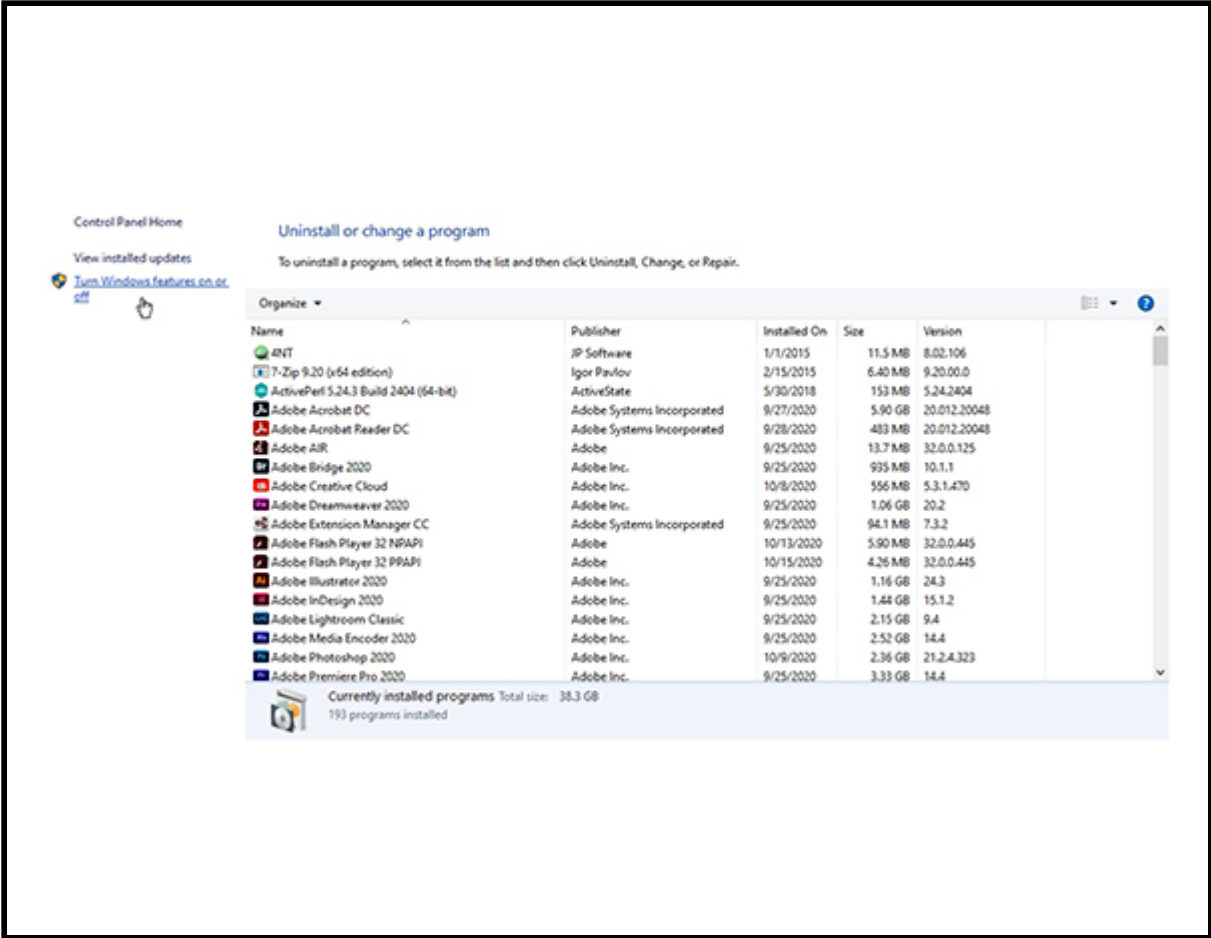 Control Panel Home
View installed updates
Turn Windows features on or
off
Uninstall or change a program
To uninstall a program, select it from the list and then click Uninstall, Change, or Repair.
Organize
Name Publisher Installed On Size Version
4NT JP Software 1/1/2015 11.5 MB 8.02.106
7-Zip 9.20 (x64 edition) Igor Pavlov 2/15/2015 6.40 MB 9.20.00.0
ActivePerl 5.24.3 Build 2404 (64-bit) ActiveState 5/30/2018 153 MB 5.24.2404
Adobe Acrobat DC Adobe Systems Incorporated 9/27/2020 5.90 GB 20.012.20048
Adobe Acrobat Reader DC Adobe Systems Incorporated 9/28/2020 483 MB 20.012.20048
Adobe AIR Adobe 9/25/2020 13.7 MB 32.0.0.125
Adobe Bridge 2020 Adobe Inc. 9/25/2020 935 MB 10.1.1
Adobe Creative Cloud Adobe Inc. 10/8/2020 556 MB 5.3.1.470
Adobe Dreamweaver 2020 Adobe Inc. 9/25/2020 1.06 GB 20.2
Adobe Extension Manager CC Adobe Systems Incorporated 9/25/2020 94.1 MB 7.3.2
Adobe Flash Player 32 NPAPI Adobe 10/13/2020 5.90 MB 32.0.0.445
Adobe Flash Player 32 PPAPI Adobe 10/15/2020 4.26 MB 32.0.0.445
Adobe Illustrator 2020 Adobe Inc. 9/25/2020 1.16 GB 24.3
Adobe InDesign 2020 Adobe Inc. 9/25/2020 1.44 GB 15.1.2
Adobe Lightroom Classic Adobe Inc. 9/25/2020 2.15 GB 9.4
Adobe Media Encoder 2020 Adobe Inc. 9/25/2020 2.52 GB 14.4
Adobe Photoshop 2020 Adobe Inc. 10/9/2020 2.36 GB 21.2.4.323
Adobe Premiere Pro 2020 Adobe Inc. 9/25/2020 3.33 GB 14.4
Currently installed programs Total size: 38.3 GB
193 programs installed